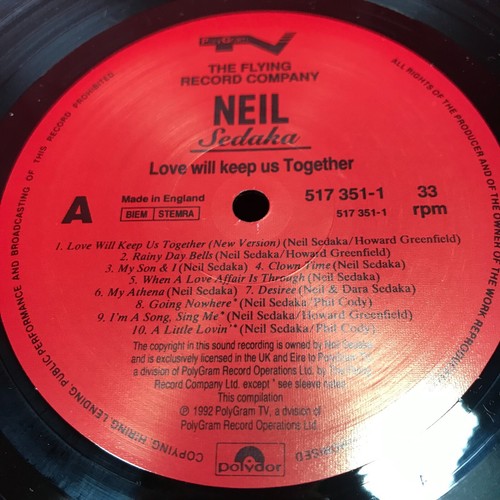 PolyGram
TV
THE FLYING
RECORD COMPANY
NEIL
Sedaka
Love will keep us Together
Made in England
517 351-1
33
A
BIEM STEMRA
517 351-1
rpm
1. Love Will Keep Us Together (New Version) (Neil Sedaka/Howard Greenfield)
2. Rainy Day Bells (Neil Sedaka/Howard Greenfield)
3. My Son & I (Neil Sedaka) 4. Clown Time (Neil Sedaka)
5. When A Love Affair Is Through (Neil Sedaka)
6. My Athena (Neil Sedaka) 7. Desiree (Neil & Dara Sedaka)
8. Going Nowhere* (Neil Sedaka/Phil Cody)
9. I'm A Song, Sing Me* (Neil Sedaka/Howard Greenfield)
10. A Little Lovin'* (Neil Sedaka/Phil Cody)
The copyright in this sound recording is owned by Neil Sedaka
and is exclusively licensed in the UK and Eire to PolyGram TV, a division
of PolyGram Record Operations Ltd. by The Flying
Record Company Ltd. except * see sleeve notes.
This compilation
℗ 1992 PolyGram TV, a division of
PolyGram Record Operations Ltd.
polydor
ALL RIGHTS OF THE PRODUCER AND OF THE OWNER OF THE WORK REPRODUCED
COPYING, HIRING, LENDING, PUBLIC PERFORMANCE AND BROADCASTING OF THIS RECORD PROHIBITED